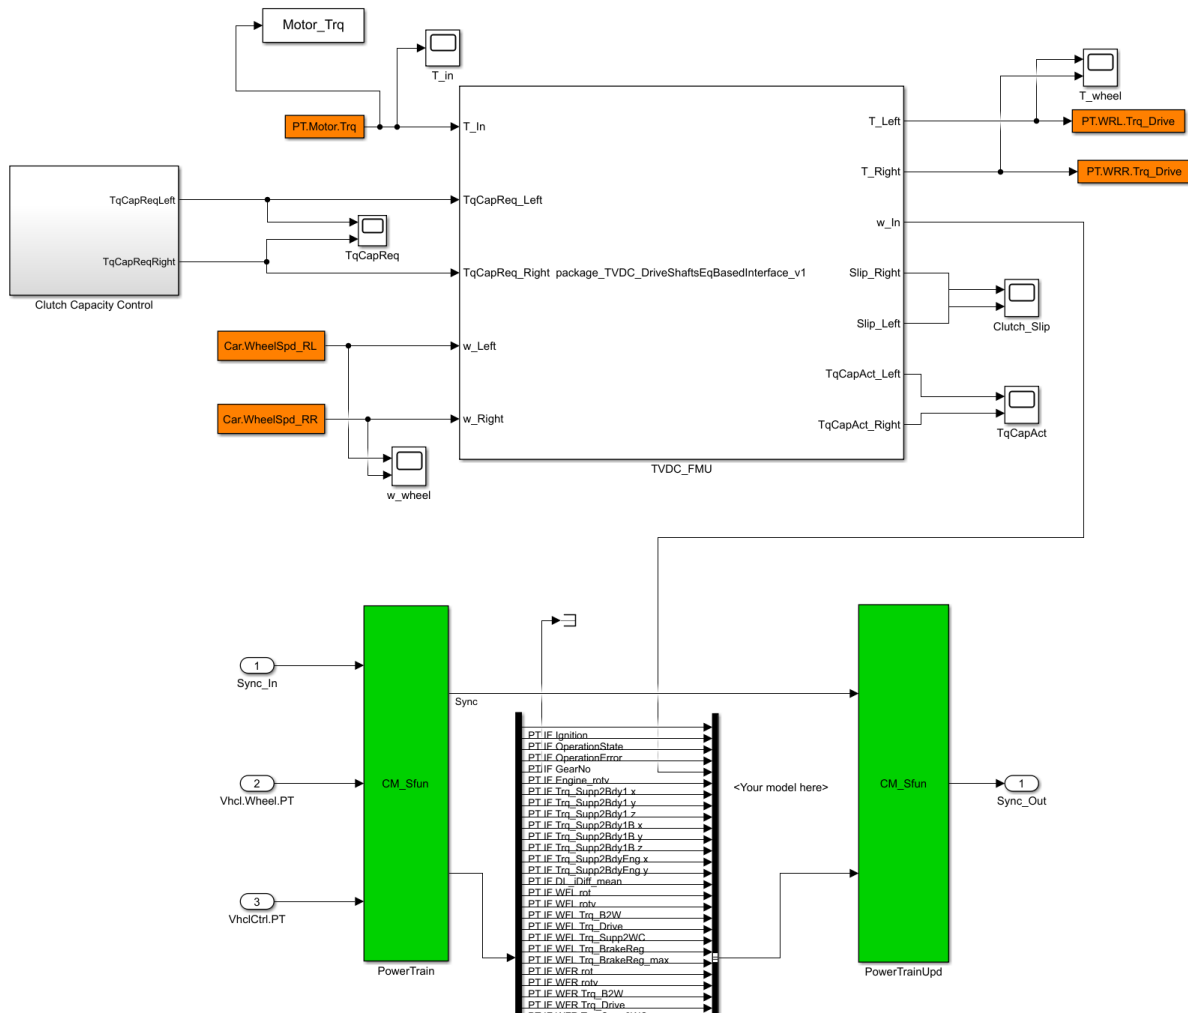 Motor_Trq
T_in
T_wheel
PT.Motor.Trq
T_In
T_Left
PT.WRL.Trq_Drive
T_Right
PT.WRR.Trq_Drive
TqCapReqLeft
TqCapReq_Left
w_In
TqCapReq
TqCapReqRight
TqCapReq_Right
package_TVDC_DriveShaftsEqBasedInterface_v1
Slip_Right
Clutch Capacity Control
Slip_Left
Clutch_Slip
Car.WheelSpd_RL
w_Left
TqCapAct_Left
Car.WheelSpd_RR
w_Right
TqCapAct_Right
TqCapAct
w_wheel
TVDC_FMU
1
Sync_In
Sync
2
Vhcl.Wheel.PT
CM_Sfun
3
VhclCtrl.PT
PowerTrain
PT.IF.Ignition
PT.IF.OperationState
PT.IF.OperationError
PT.IF.GearNo
PT.IF.Engine_rotv
PT.IF.Trq_Supp2Bdy1.x
PT.IF.Trq_Supp2Bdy1.y
PT.IF.Trq_Supp2Bdy1.z
PT.IF.Trq_Supp2Bdy1B.x
PT.IF.Trq_Supp2Bdy1B.y
PT.IF.Trq_Supp2Bdy1B.z
PT.IF.Trq_Supp2BdyEng.x
PT.IF.Trq_Supp2BdyEng.y
PT.IF.DL_iDiff_mean
PT.IF.WFL.rot
PT.IF.WFL.rotv
PT.IF.WFL.Trq_B2W
PT.IF.WFL.Trq_Drive
PT.IF.WFL.Trq_Supp2WC
PT.IF.WFL.Trq_BrakeReg
PT.IF.WFL.Trq_BrakeReg_max
PT.IF.WFR.rot
PT.IF.WFR.rotv
PT.IF.WFR.Trq_B2W
PT.IF.WFR.Trq_Drive
<Your model here>
CM_Sfun
1
Sync_Out
PowerTrainUpd